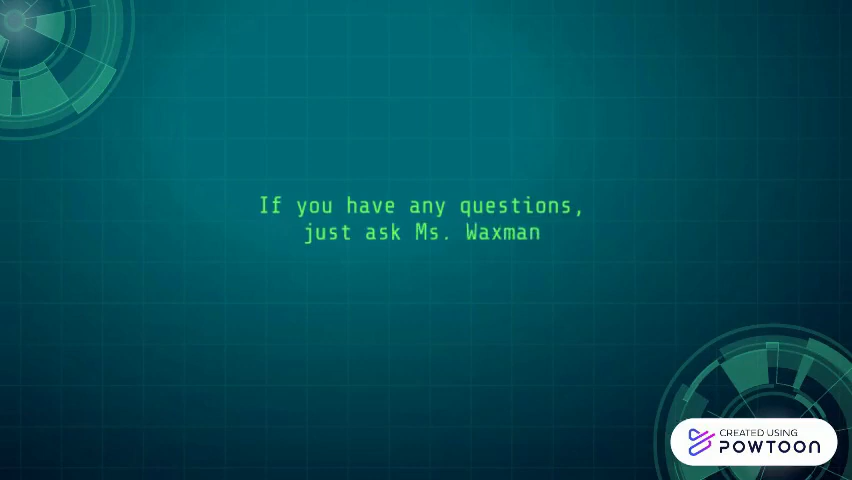 If you have any questions,
just ask Ms. Waxman
CREATED USING
POWTOON